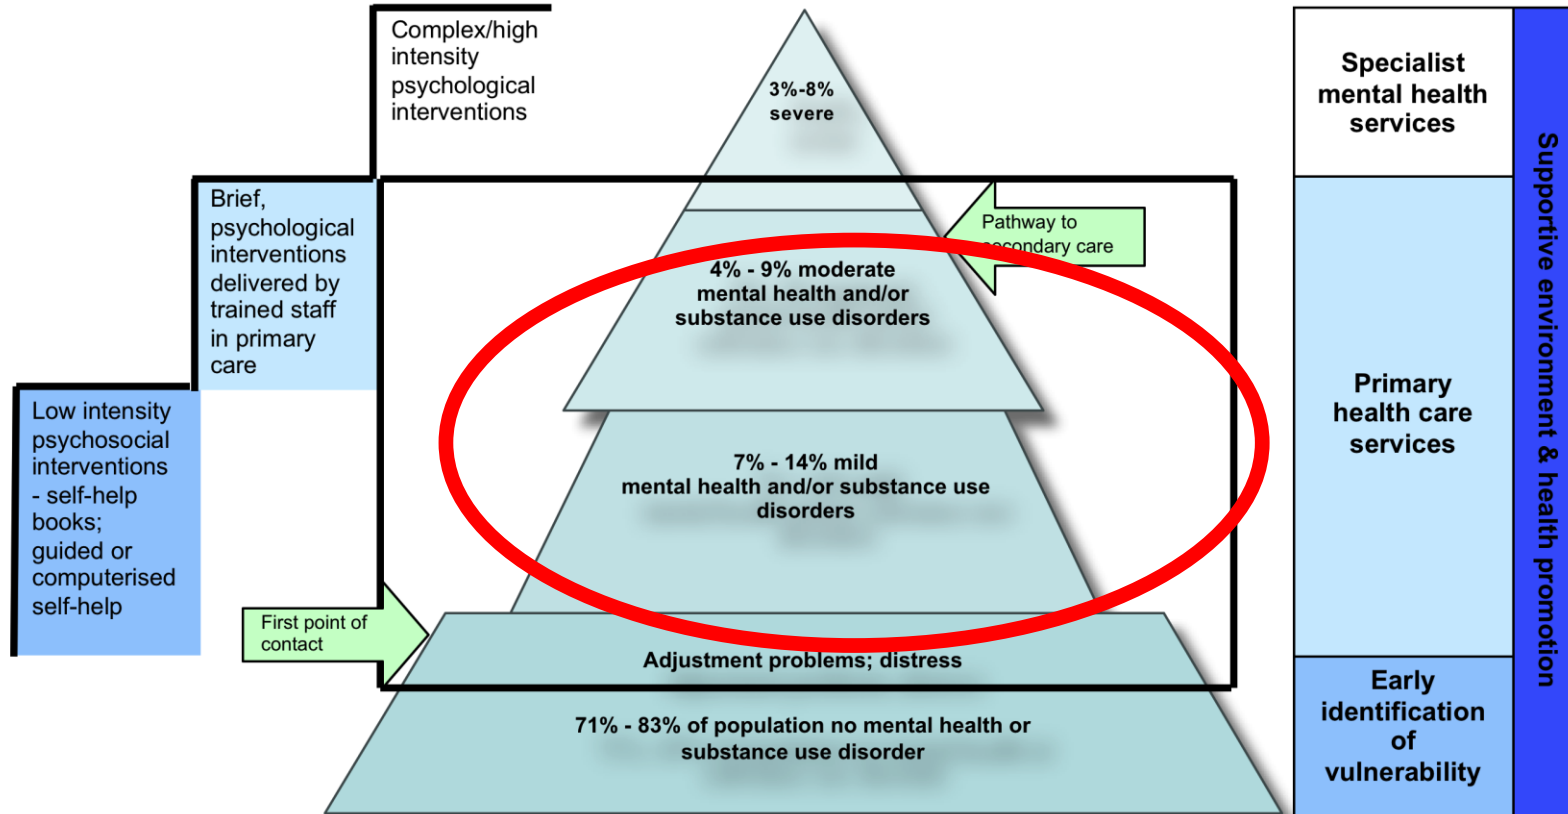 Complex/high
intensity
psychological
interventions
Brief,
psychological
interventions
delivered by
trained staff
in primary
care
Low intensity
psychosocial
interventions
- self-help
books;
guided or
computerised
self-help
3%-8%
severe
Pathway to
secondary care
4% - 9% moderate
mental health and/or
substance use disorders
7% - 14% mild
mental health and/or substance use
disorders
First point of
contact
Adjustment problems; distress
71% - 83% of population no mental health or
substance use disorder
Specialist
mental health
services
Primary
health care
services
Early
identification
of
vulnerability
Supportive environment & health promotion